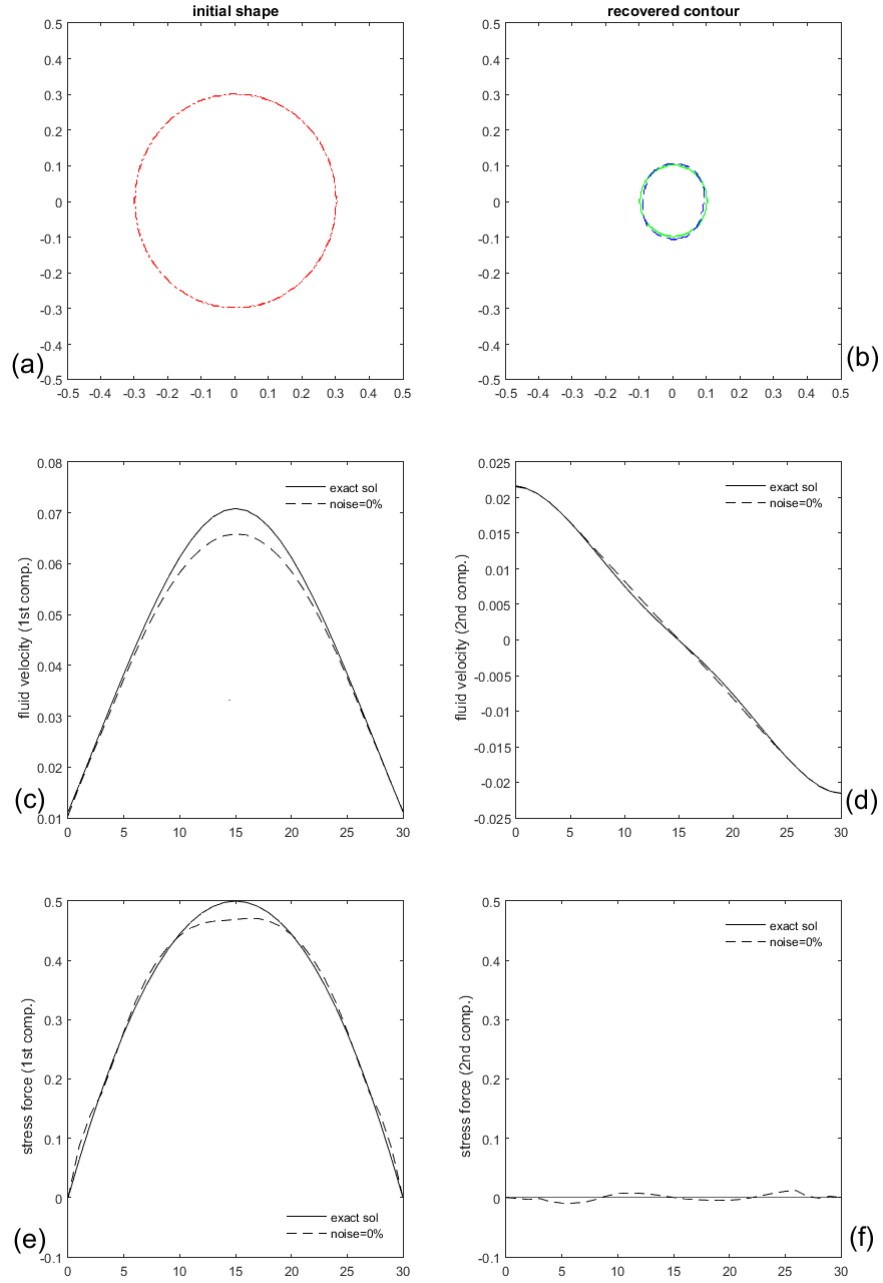 initial shape
0.5
0.4
0.3
0.2
0.1
0
-0.1
-0.2
-0.3
-0.4
-0.5
-0.5 -0.4 -0.3 -0.2 -0.1 0 0.1 0.2 0.3 0.4 0.5
(a)
recovered contour
0.5
0.4
0.3
0.2
0.1
0
-0.1
-0.2
-0.3
-0.4
-0.5
-0.5 -0.4 -0.3 -0.2 -0.1 0 0.1 0.2 0.3 0.4 0.5
(b)
fluid velocity (1st comp.)
0.08
0.07
0.06
0.05
0.04
0.03
0.02
0.01
0 5 10 15 20 25 30
exact sol
noise=0%
(c)
fluid velocity (2nd comp.)
0.025
0.02
0.015
0.01
0.005
0
-0.005
-0.01
-0.015
-0.02
-0.025
0 5 10 15 20 25 30
exact sol
noise=0%
(d)
stress force (1st comp.)
0.5
0.4
0.3
0.2
0.1
0
-0.1
0 5 10 15 20 25 30
exact sol
noise=0%
(e)
stress force (2nd comp.)
0.5
0.4
0.3
0.2
0.1
0
-0.1
0 5 10 15 20 25 30
exact sol
noise=0%
(f)